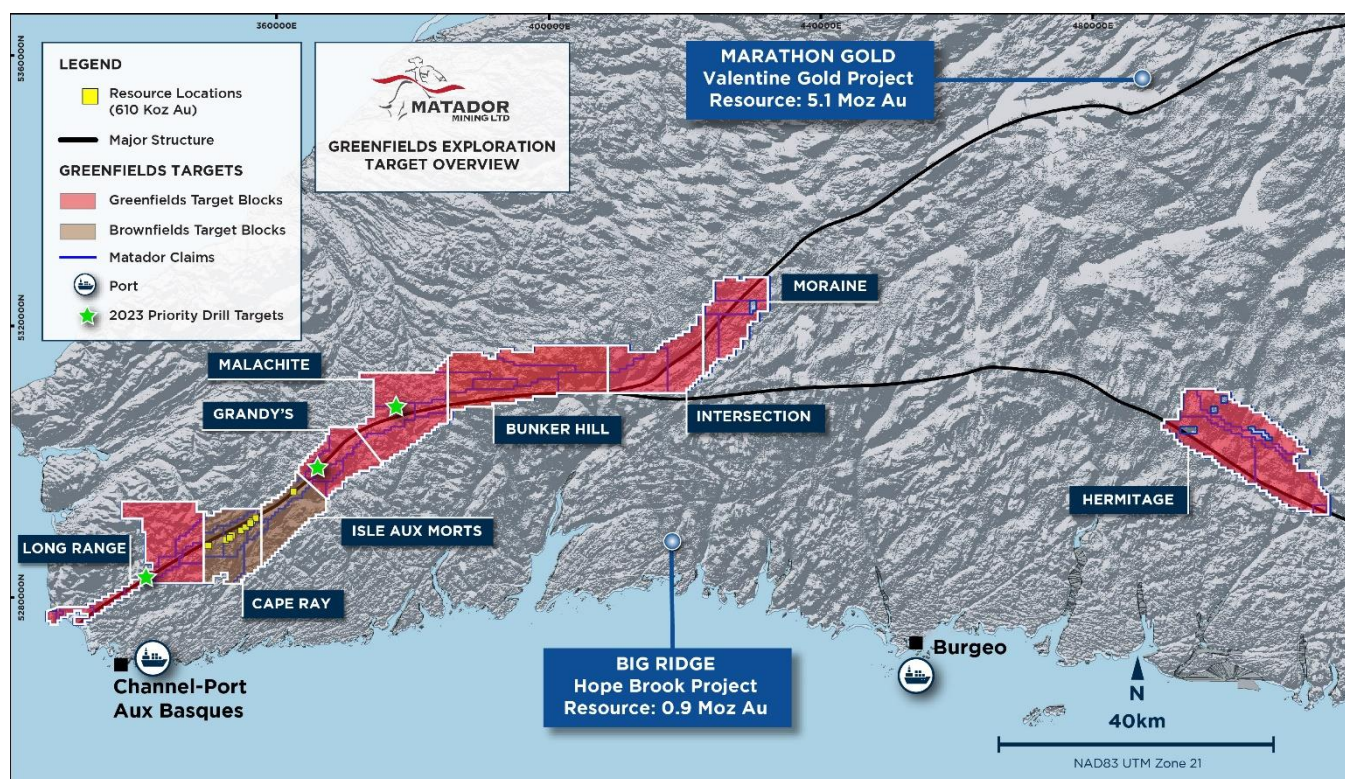 360000E
400000E
440000E
480000E
5360000N
5320000N
5280000N
LEGEND
Resource Locations
(610 Koz Au)
Major Structure
GREENFIELDS TARGETS
Greenfields Target Blocks
Brownfields Target Blocks
Matador Claims
Port
2023 Priority Drill Targets
MATADOR
MINING LTD
GREENFIELDS EXPLORATION
TARGET OVERVIEW
MARATHON GOLD
Valentine Gold Project
Resource: 5.1 Moz Au
MORAINE
MALACHITE
GRANDY'S
BUNKER HILL
INTERSECTION
HERMITAGE
ISLE AUX MORTS
LONG RANGE
CAPE RAY
Channel-Port
Aux Basques
BIG RIDGE
Hope Brook Project
Resource: 0.9 Moz Au
Burgeo
N
40km
NAD83 UTM Zone 21